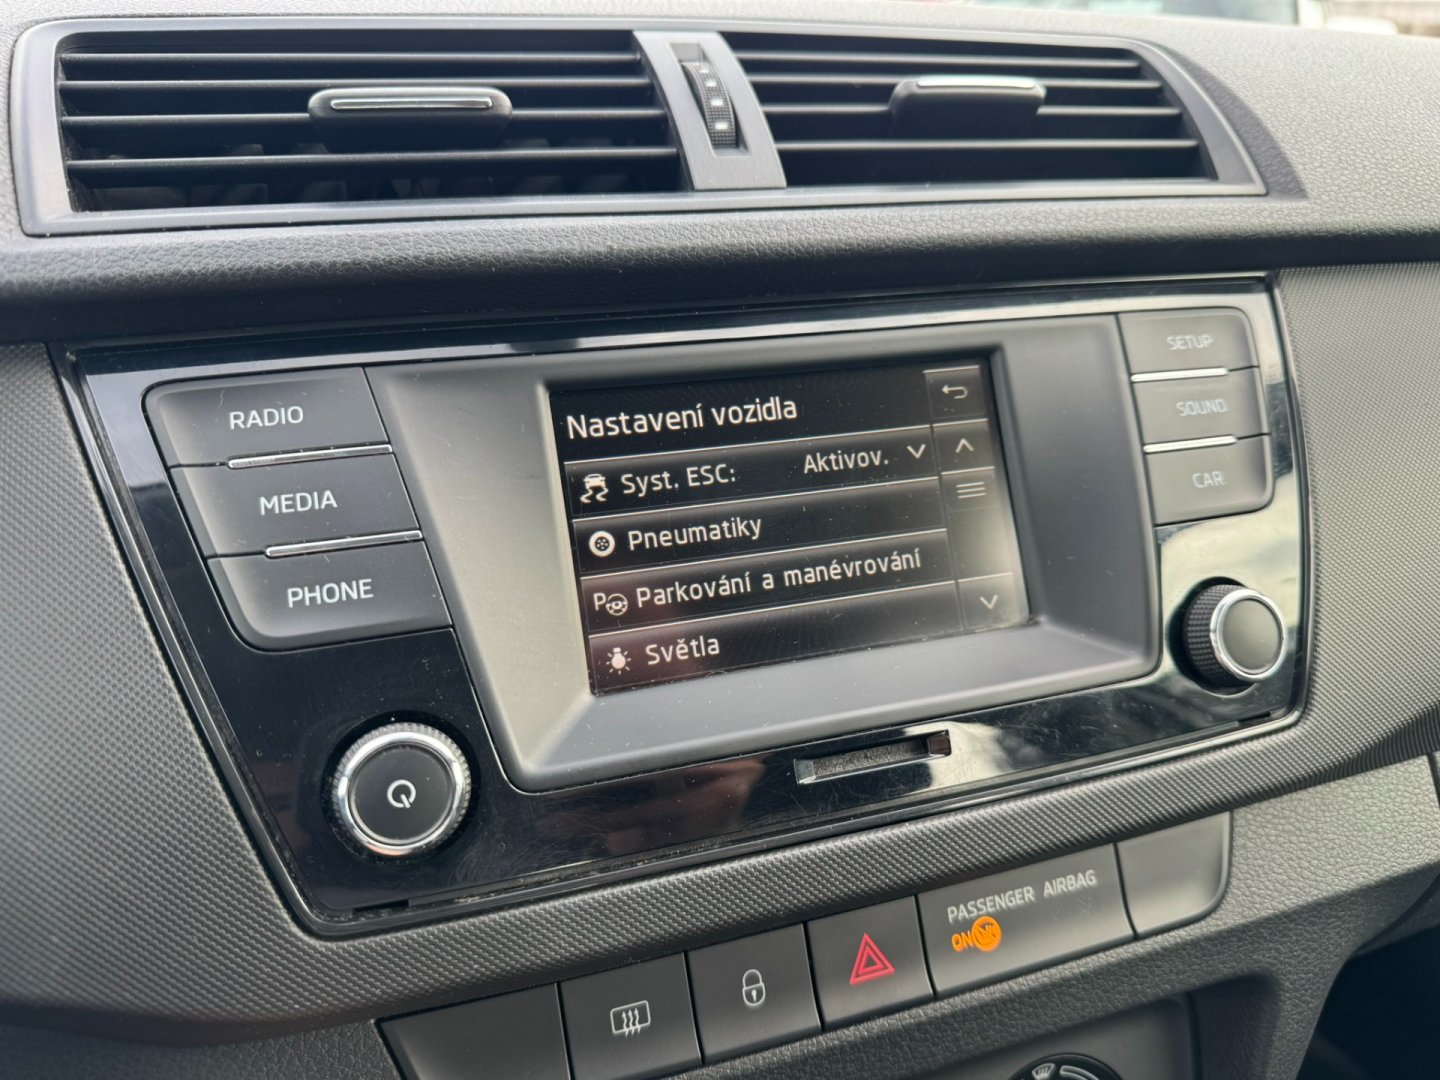 RADIO
MEDIA
PHONE
Nastavení vozidla
Syst. ESC: Aktivov.
Pneumatiky
P Parkování a manévrování
Světla
SETUP
SOUND
CAR
PASSENGER AIRBAG
ON